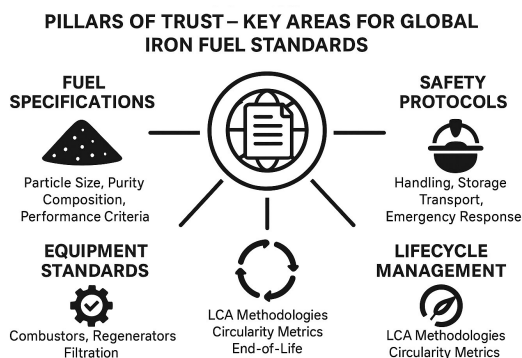 PILLARS OF TRUST – KEY AREAS FOR GLOBAL
IRON FUEL STANDARDS
FUEL
SPECIFICATIONS
Particle Size, Purity
Composition,
Performance Criteria
SAFETY
PROTOCOLS
Handling, Storage
Transport,
Emergency Response
EQUIPMENT
STANDARDS
Combustors, Regenerators
Filtration
LCA Methodologies
Circularity Metrics
End-of-Life
LIFECYCLE
MANAGEMENT
LCA Methodologies
Circularity Metrics